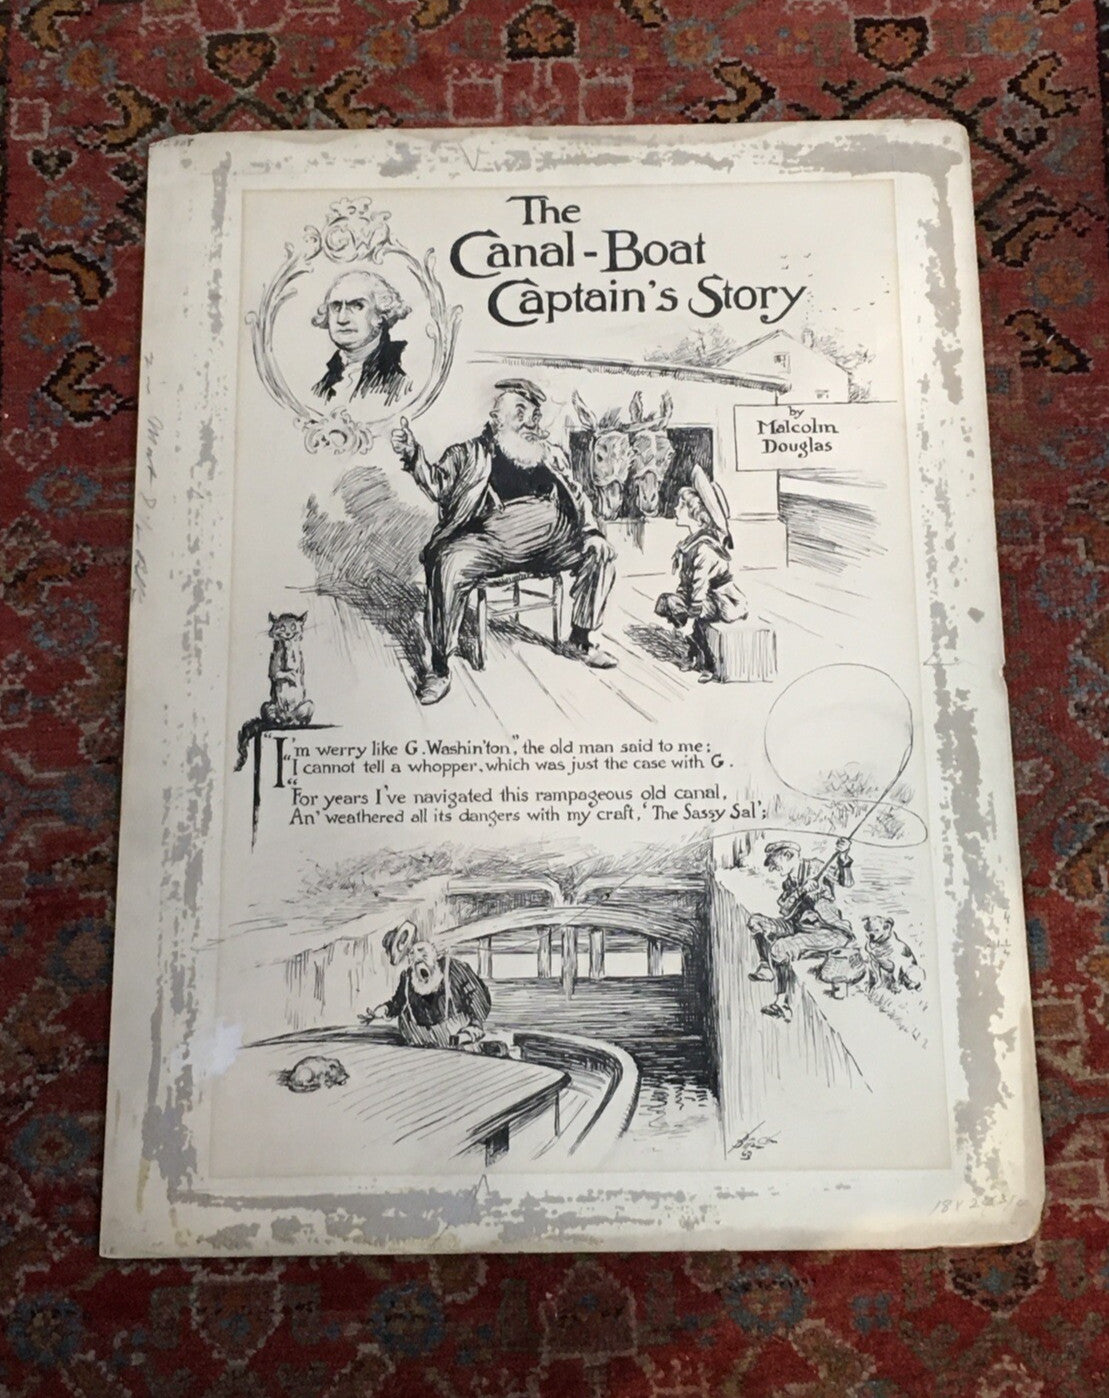 The
Canal-Boat
Captain's Story
G W
by
Malcolm
Douglas
"I'm werry like G. Washin'ton," the old man said to me:
"I cannot tell a whopper, which was just the case with G.
"For years I've navigated this rampageous old canal,
An' weathered all its dangers with my craft, 'The Sassy Sal';